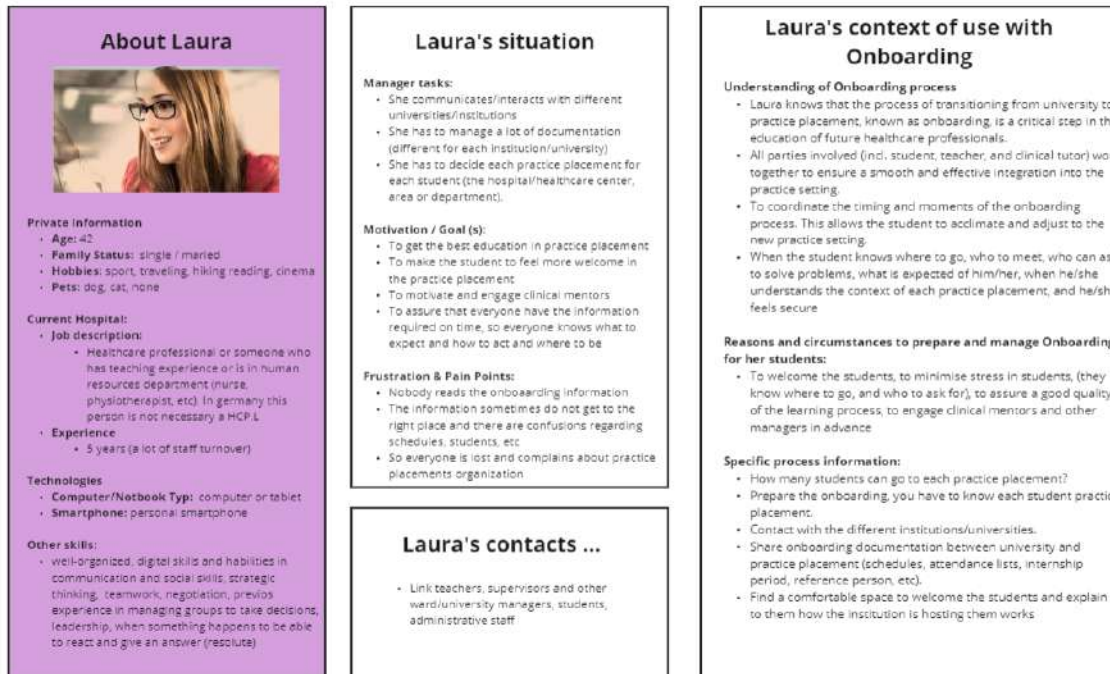 About Laura
Private Information
• Age: 42
• Family Status: single / maried
• Hobbies: sport, traveling, hiking reading, cinema
• Pets: dog, cat, none
Current Hospital:
• Job description:
• Healthcare professional or someone who
has teaching experience or is in human
resources department (nurse,
physiotherapist, etc). In germany this
person is not necessary a HCP.L
• Experience
• 5 years (a lot of staff turnover)
Technologies
• Computer/Notbook Typ: computer or tablet
• Smartphone: personal smartphone
Other skills:
• well-organized, digital skills and habilities in
communication and social skills, strategic
thinking, teamwork, negotiation, previos
experience in managing groups to take decisions,
leadership, when something happens to be able
to react and give an answer (resolute)
Laura's situation
Manager tasks:
• She communicates/interacts with different
universities/institutions
• She has to manage a lot of documentation
(different for each institution/university)
• She has to decide each practice placement for
each student (the hospital/healthcare center,
area or department).
Motivation / Goal (s):
• To get the best education in practice placement
• To make the student to feel more welcome in
the practice placement
• To motivate and engage clinical mentors
• To assure that everyone have the information
required on time, so everyone knows what to
expect and how to act and where to be
Frustration & Pain Points:
• Nobody reads the onboaarding information
• The information sometimes do not get to the
right place and there are confusions regarding
schedules, students, etc
• So everyone is lost and complains about practice
placements organization
Laura's contacts ...
• Link teachers, supervisors and other
ward/university managers, students,
administrative staff
Laura's context of use with
Onboarding
Understanding of Onboarding process
• Laura knows that the process of transitioning from university to
practice placement, known as onboarding, is a critical step in th
education of future healthcare professionals.
• All parties involved (incl. student, teacher, and clinical tutor) wo
together to ensure a smooth and effective integration into the
practice setting.
• To coordinate the timing and moments of the onboarding
process. This allows the student to acclimate and adjust to the
new practice setting.
• When the student knows where to go, who to meet, who can as
to solve problems, what is expected of him/her, when he/she
understands the context of each practice placement, and he/sh
feels secure
Reasons and circumstances to prepare and manage Onboarding
for her students:
• To welcome the students, to minimise stress in students, (they
know where to go, and who to ask for), to assure a good quality
of the learning process, to engage clinical mentors and other
managers in advance
Specific process information:
• How many students can go to each practice placement?
• Prepare the onboarding, you have to know each student practic
placement.
• Contact with the different institutions/universities.
• Share onboarding documentation between university and
practice placement (schedules, attendance lists, internship
period, reference person, etc).
• Find a comfortable space to welcome the students and explain
to them how the institution is hosting them works